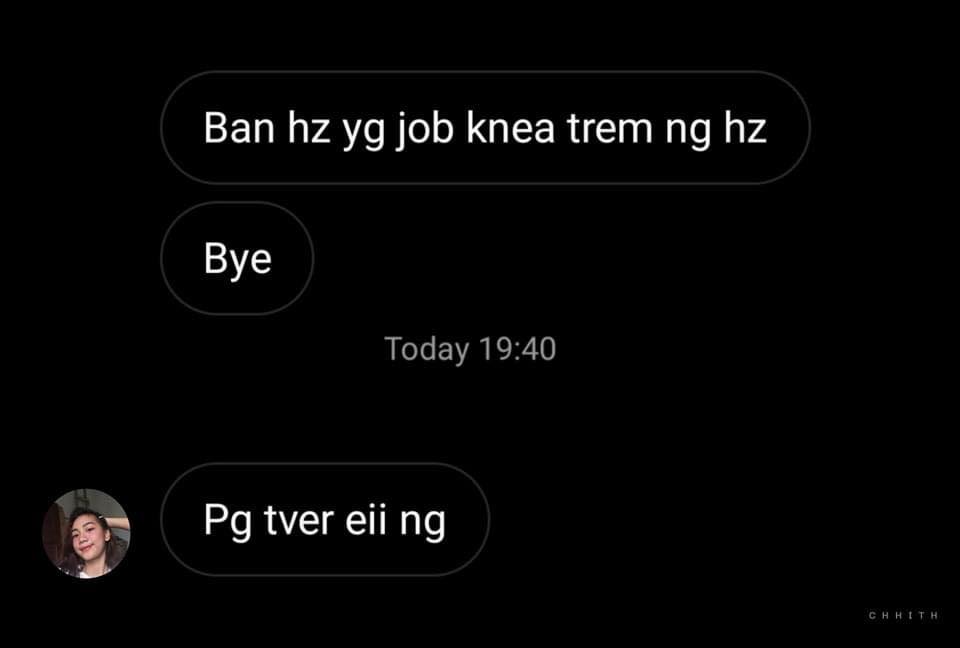 Ban hz yg job knea trem ng hz
Bye
Today 19:40
Pg tver eii ng
CHHITH